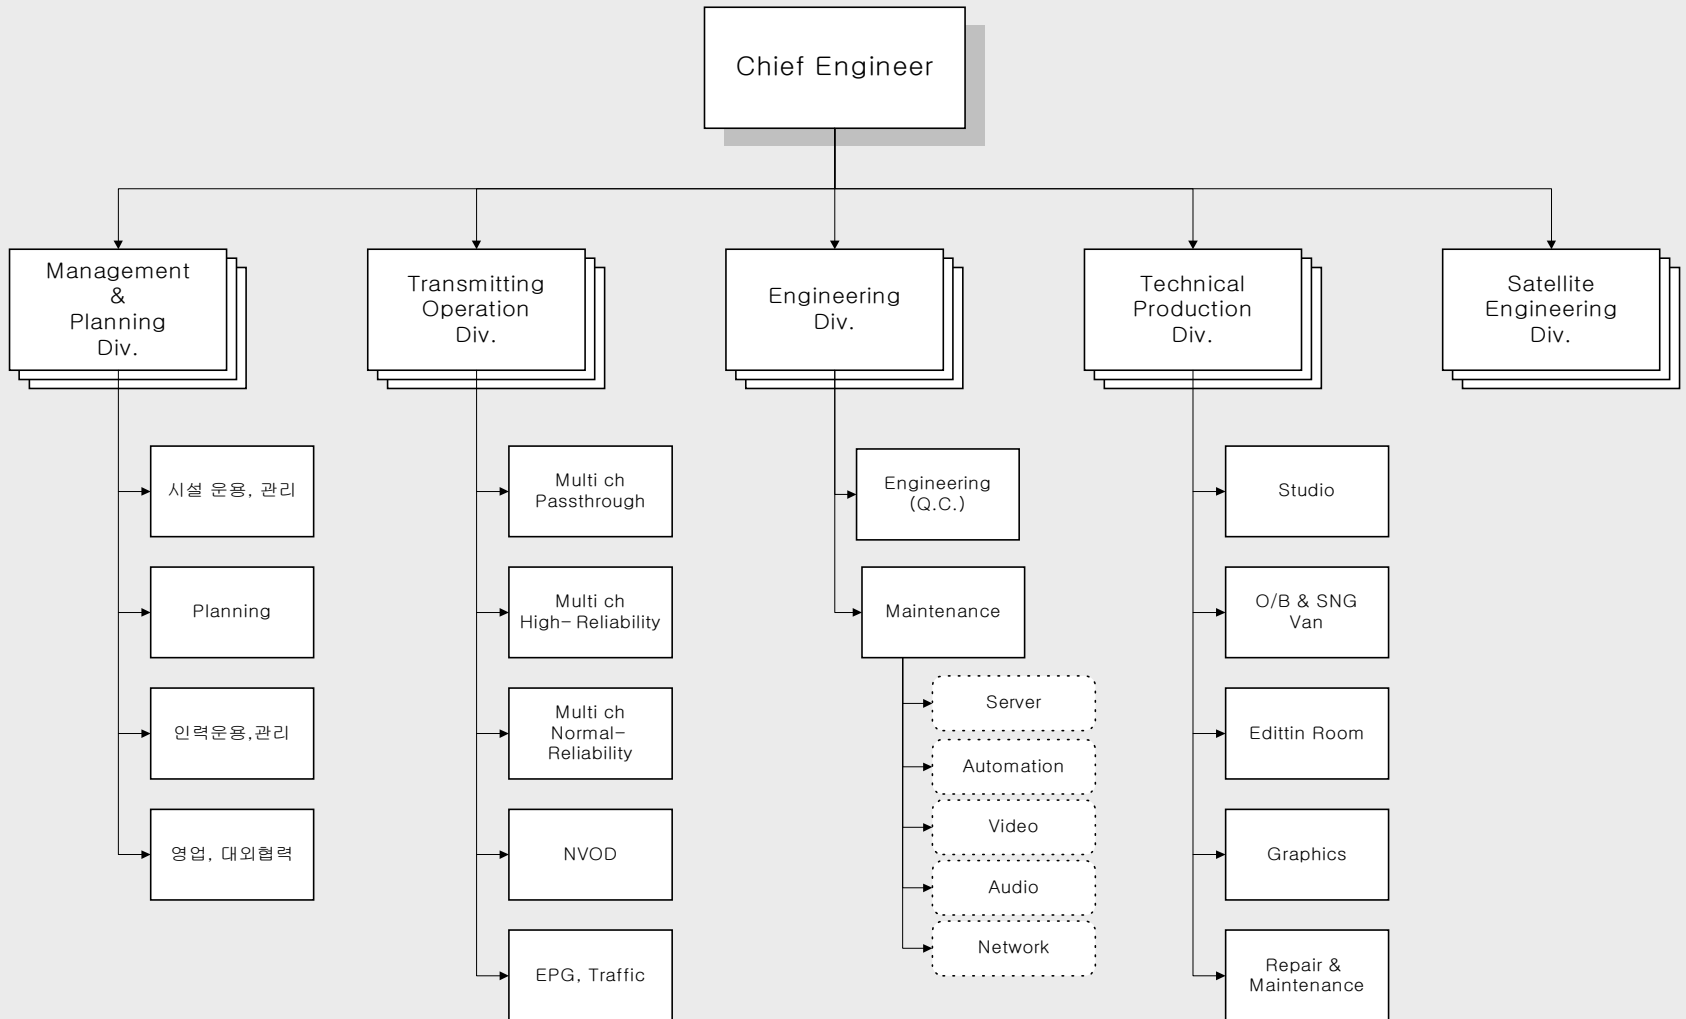 Chief Engineer
Management
&
Planning
Div.
Transmitting
Operation
Div.
Engineering
Div.
Technical
Production
Div.
Satellite
Engineering
Div.
시설 운용, 관리
Planning
인력운용,관리
영업, 대외협력
Multi ch
Passthrough
Multi ch
High-Reliability
Multi ch
Normal-
Reliability
NVOD
EPG, Traffic
Engineering
(Q.C.)
Maintenance
Server
Automation
Video
Audio
Network
Studio
O/B & SNG
Van
Edittin Room
Graphics
Repair &
Maintenance